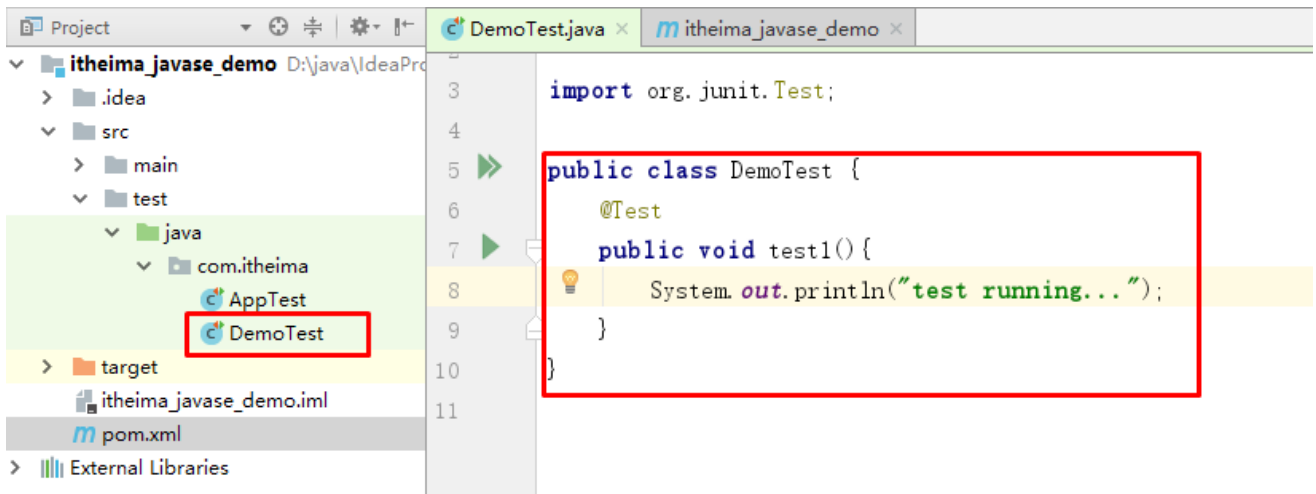 Project
DemoTest.java
itheima_javase_demo
itheima_javase_demo D:\java\IdeaPro
.idea
src
main
test
java
com.itheima
AppTest
DemoTest
target
itheima_javase_demo.iml
pom.xml
External Libraries
3 import org.junit.Test;
4
5 public class DemoTest {
6 @Test
7 public void test1(){
8 System.out.println("test running...");
9 }
10 }
11